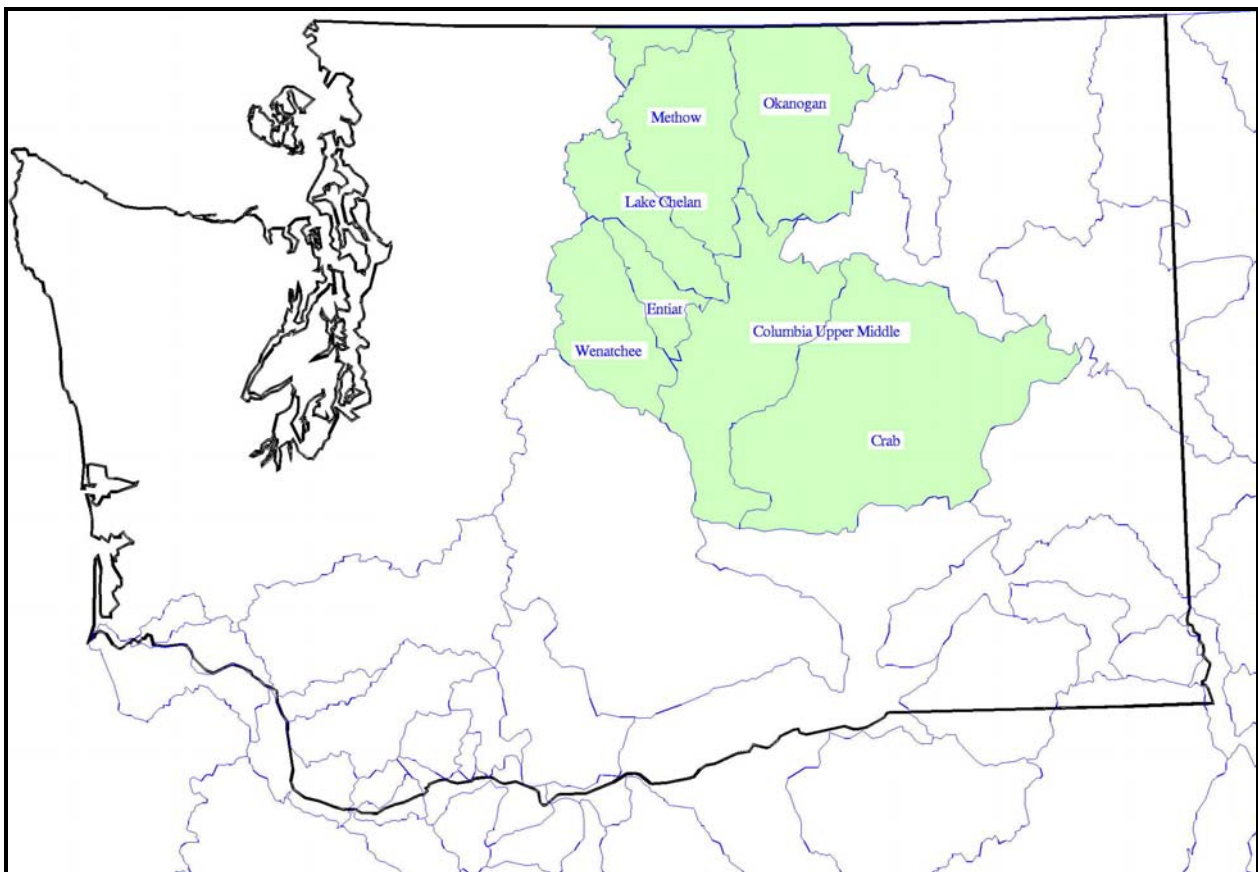 Okanogan
Methow
Lake Chelan
Entiat
Columbia Upper Middle
Wenatchee
Crab